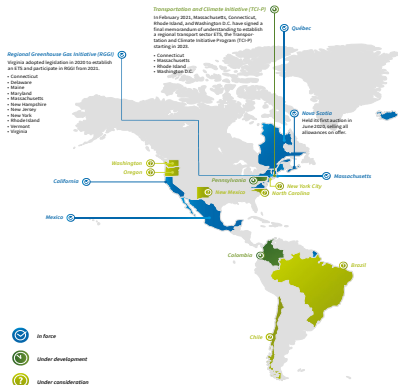 Transportation and Climate Initiative (TCI-P)
In February 2021, Massachusetts, Connecticut,
Rhode Island, and Washington D.C. have signed a
final memorandum of understanding to establish
a regional transport sector ETS, the Transpor-
tation and Climate Initiative Program (TCI-P)
starting in 2023.
• Connecticut
• Massachusetts
• Rhode Island
• Washington D.C.
Québec
Regional Greenhouse Gas Initiative (RGGI)
Virginia adopted legislation in 2020 to establish
an ETS and participate in RGGI from 2021.
• Connecticut
• Delaware
• Maine
• Maryland
• Massachusetts
• New Hampshire
• New Jersey
• New York
• Rhode Island
• Vermont
• Virginia
Nova Scotia
Held its first auction in
June 2020, selling all
allowances on offer.
Washington
Oregon
California
Pennsylvania
Massachusetts
New York City
New Mexico
North Carolina
Mexico
Colombia
Brazil
Chile
In force
Under development
Under consideration